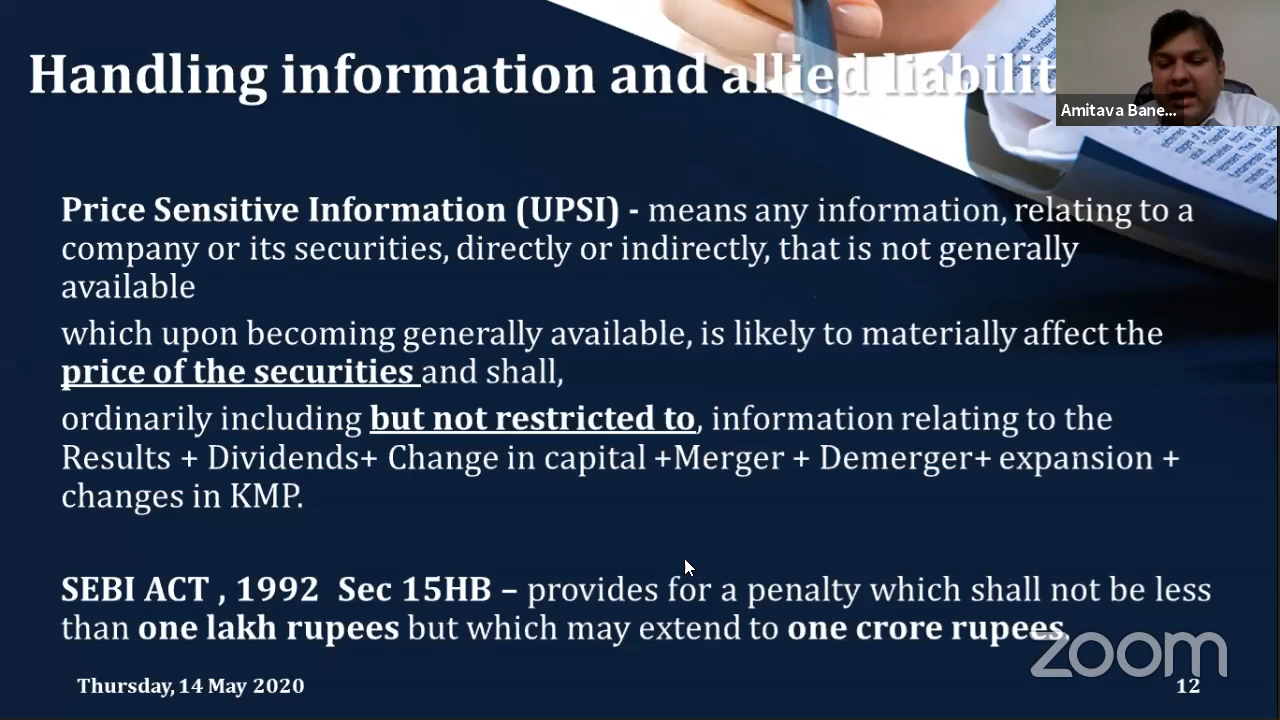 Handling information and allied liabilit
Amitava Bane...
Price Sensitive Information (UPSI) - means any information, relating to a
company or its securities, directly or indirectly, that is not generally
available
which upon becoming generally available, is likely to materially affect the
price of the securities and shall,
ordinarily including but not restricted to, information relating to the
Results + Dividends+ Change in capital +Merger + Demerger+ expansion +
changes in KMP.
SEBI ACT , 1992 Sec 15HB – provides for a penalty which shall not be less
than one lakh rupees but which may extend to one crore rupees.
zoom
Thursday, 14 May 2020
12